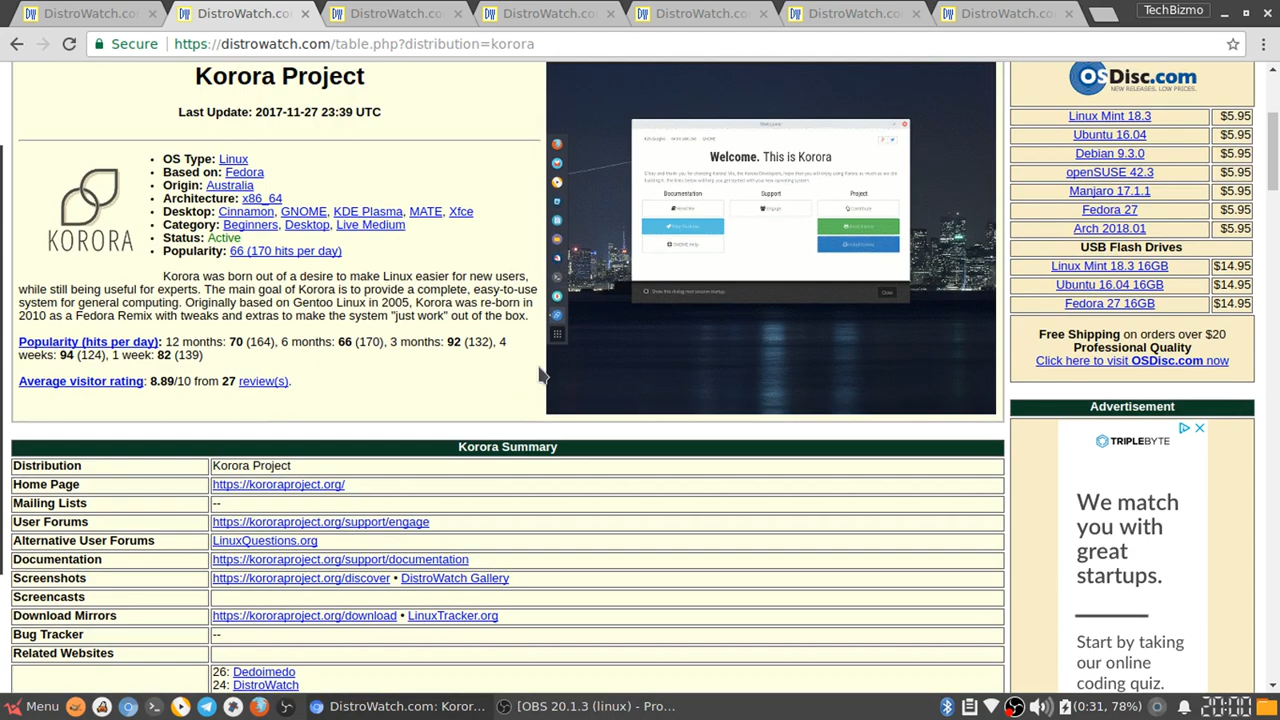 DistroWatch.co
DistroWatch.co
DistroWatch.co
DistroWatch.co
DistroWatch.co
DistroWatch.co
DistroWatch.co
TechBizmo
Secure https://distrowatch.com/table.php?distribution=korora
Korora Project
Last Update: 2017-11-27 23:39 UTC
KORORA
• OS Type: Linux
• Based on: Fedora
• Origin: Australia
• Architecture: x86_64
• Desktop: Cinnamon, GNOME, KDE Plasma, MATE, Xfce
• Category: Beginners, Desktop, Live Medium
• Status: Active
• Popularity: 66 (170 hits per day)
Korora was born out of a desire to make Linux easier for new users,
while still being useful for experts. The main goal of Korora is to provide a complete, easy-to-use
system for general computing. Originally based on Gentoo Linux in 2005, Korora was re-born in
2010 as a Fedora Remix with tweaks and extras to make the system "just work" out of the box.
Popularity (hits per day): 12 months: 70 (164), 6 months: 66 (170), 3 months: 92 (132), 4
weeks: 94 (124), 1 week: 82 (139)
Average visitor rating: 8.89/10 from 27 review(s).
Welcome. This is Korora
Documentation Support Project
Engage
Close
OSDisc.com
NEW RELEASES. LOW PRICES.
Linux Mint 18.3 $5.95
Ubuntu 16.04 $5.95
Debian 9.3.0 $5.95
openSUSE 42.3 $5.95
Manjaro 17.1.1 $5.95
Fedora 27 $5.95
Arch 2018.01 $5.95
USB Flash Drives
Linux Mint 18.3 16GB $14.95
Ubuntu 16.04 16GB $14.95
Fedora 27 16GB $14.95
Free Shipping on orders over $20
Professional Quality
Click here to visit OSDisc.com now
Advertisement
TRIPLEBYTE
We match
you with
great
startups.
Start by taking
our online
coding quiz.
Korora Summary
Distribution Korora Project
Home Page https://kororaproject.org/
Mailing Lists --
User Forums https://kororaproject.org/support/engage
Alternative User Forums LinuxQuestions.org
Documentation https://kororaproject.org/support/documentation
Screenshots https://kororaproject.org/discover • DistroWatch Gallery
Screencasts
Download Mirrors https://kororaproject.org/download • LinuxTracker.org
Bug Tracker --
Related Websites
26: Dedoimedo
24: DistroWatch
Menu DistroWatch.com: Koror... [OBS 20.1.3 (linux) - Pro... (0:31, 78%) 20:00